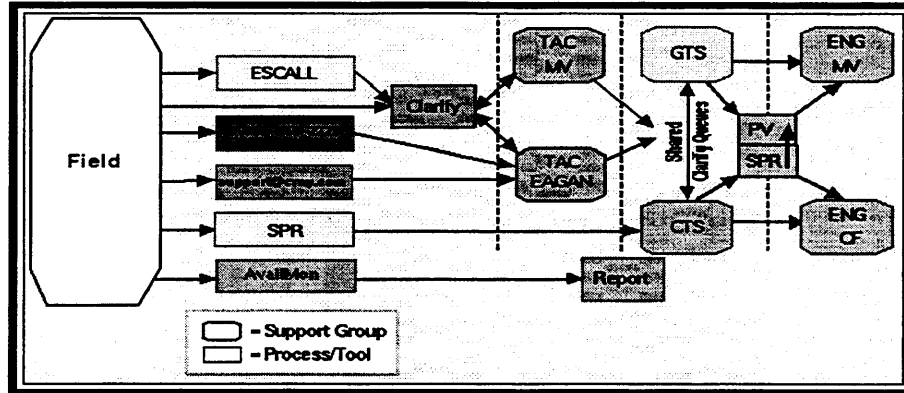 Field
ESCALL
SPR
AvailMon
Clarify
TAC
MV
TAC
EAGAN
Report
Shared
Clarify Queues
GTS
CTS
PV
SPR
ENG
MV
ENG
CF
= Support Group
= Process/Tool